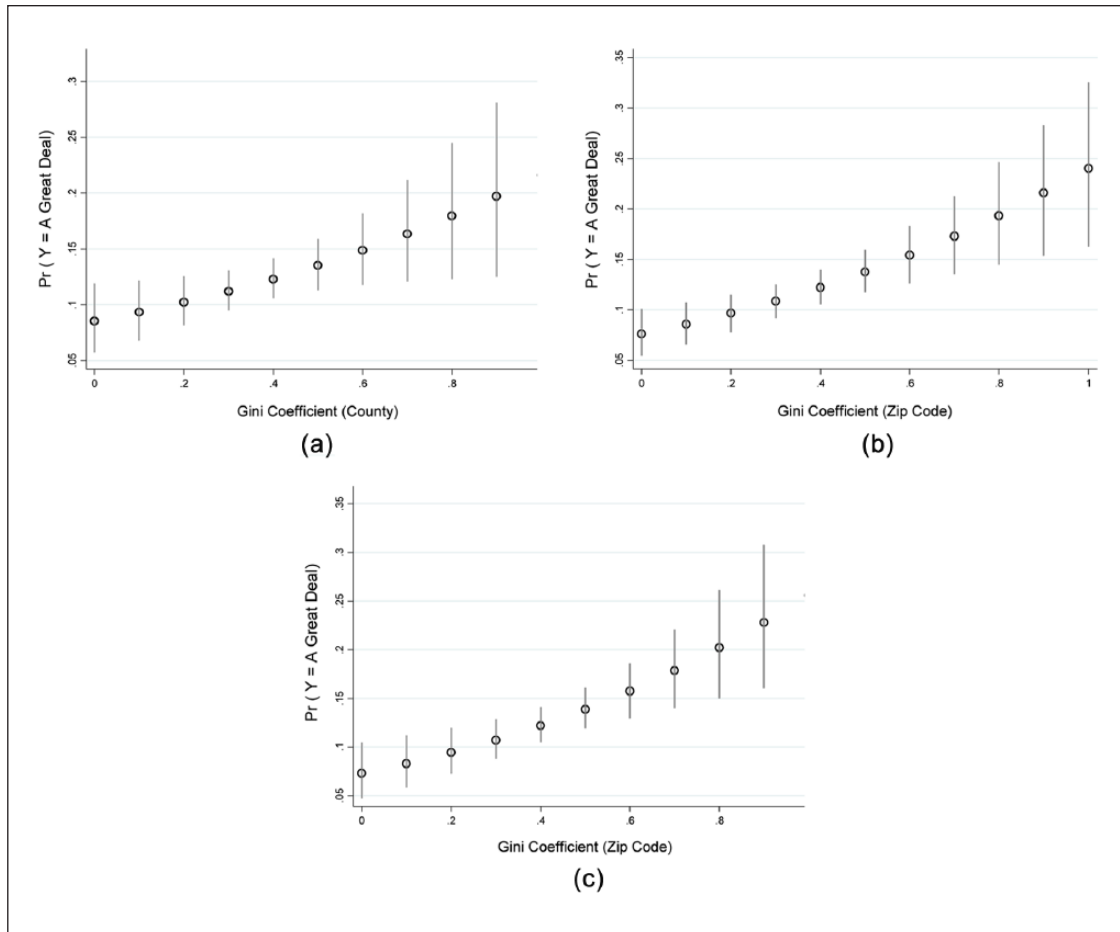 Pr ( Y = A Great Deal)
.3
.25
.2
.15
.1
.05
0 .2 .4 .6 .8
Gini Coefficient (County)
(a)
Pr ( Y = A Great Deal)
.35
.3
.25
.2
.15
.1
.05
0 .2 .4 .6 .8 1
Gini Coefficient (Zip Code)
(b)
Pr ( Y = A Great Deal)
.35
.3
.25
.2
.15
.1
.05
0 .2 .4 .6 .8
Gini Coefficient (Zip Code)
(c)